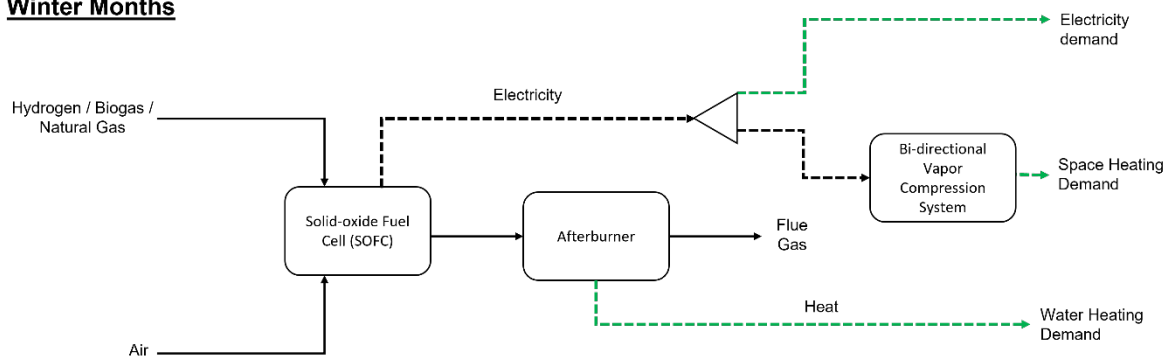 Winter Months
Electricity
demand
Electricity
Hydrogen / Biogas /
Natural Gas
Bi-directional
Vapor
Compression
System
Space Heating
Demand
Solid-oxide Fuel
Cell (SOFC)
Afterburner
Flue
Gas
Heat
Water Heating
Demand
Air